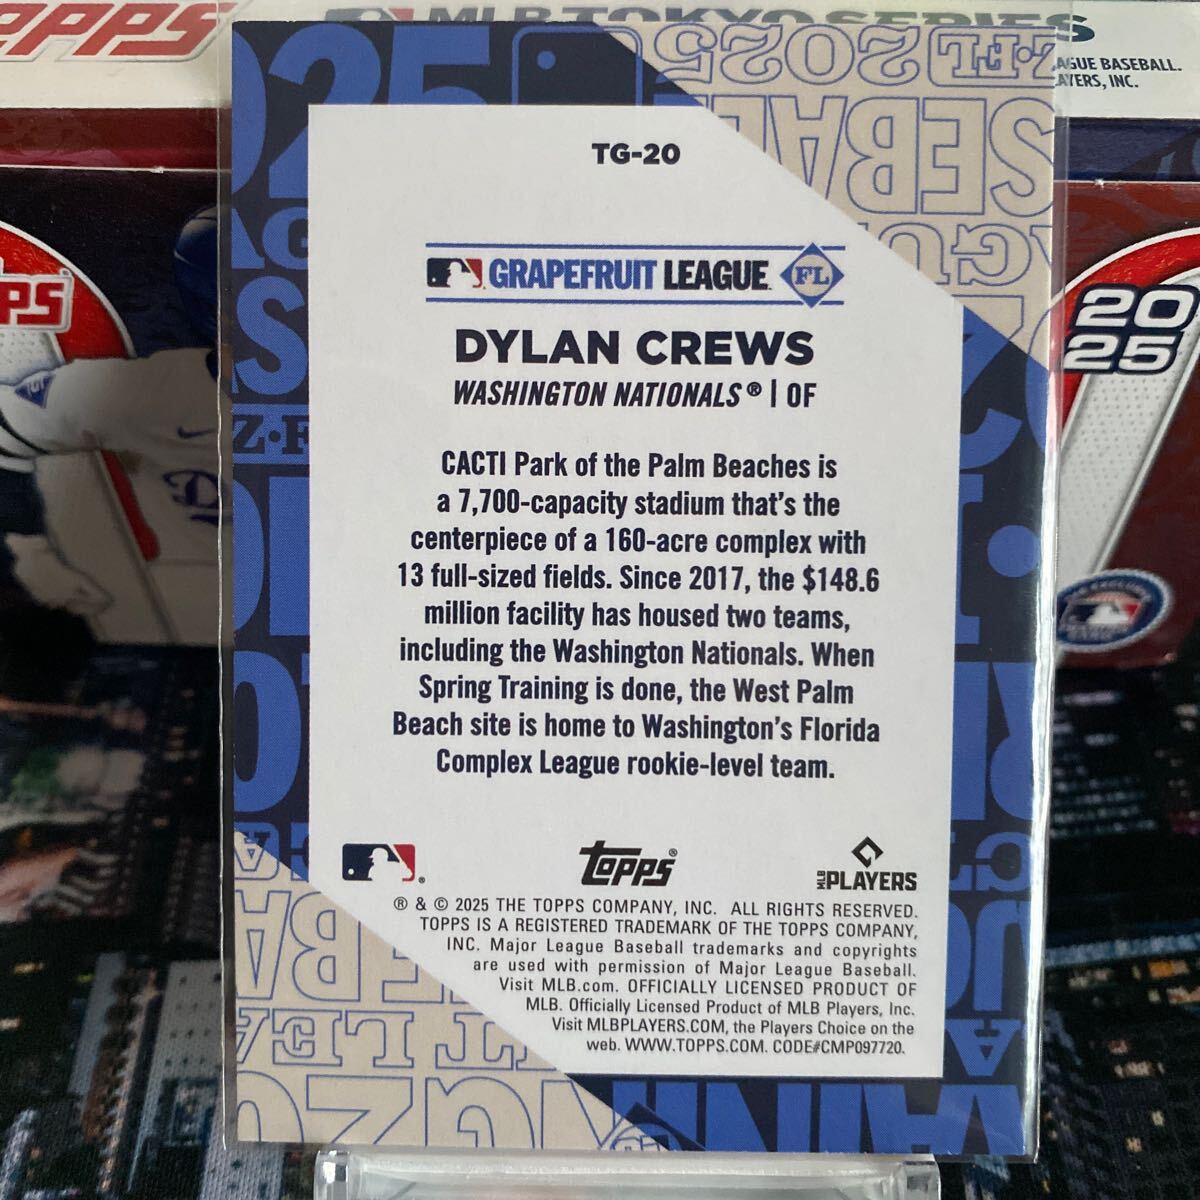 TOPPS
MLB TOKYO SERIES
AGUE BASEBALL.
AYERS, INC.
2025
TG-20
GRAPEFRUIT LEAGUE FL
DYLAN CREWS
WASHINGTON NATIONALS® | OF
CACTI Park of the Palm Beaches is
a 7,700-capacity stadium that's the
centerpiece of a 160-acre complex with
13 full-sized fields. Since 2017, the $148.6
million facility has housed two teams,
including the Washington Nationals. When
Spring Training is done, the West Palm
Beach site is home to Washington's Florida
Complex League rookie-level team.
TOPPS® MLB PLAYERS
® & © 2025 THE TOPPS COMPANY, INC. ALL RIGHTS RESERVED.
TOPPS IS A REGISTERED TRADEMARK OF THE TOPPS COMPANY,
INC. Major League Baseball trademarks and copyrights
are used with permission of Major League Baseball.
Visit MLB.com. OFFICIALLY LICENSED PRODUCT OF
MLB. Officially Licensed Product of MLB Players, Inc.
Visit MLBPLAYERS.COM, the Players Choice on the
web. WWW.TOPPS.COM. CODE#CMP097720.